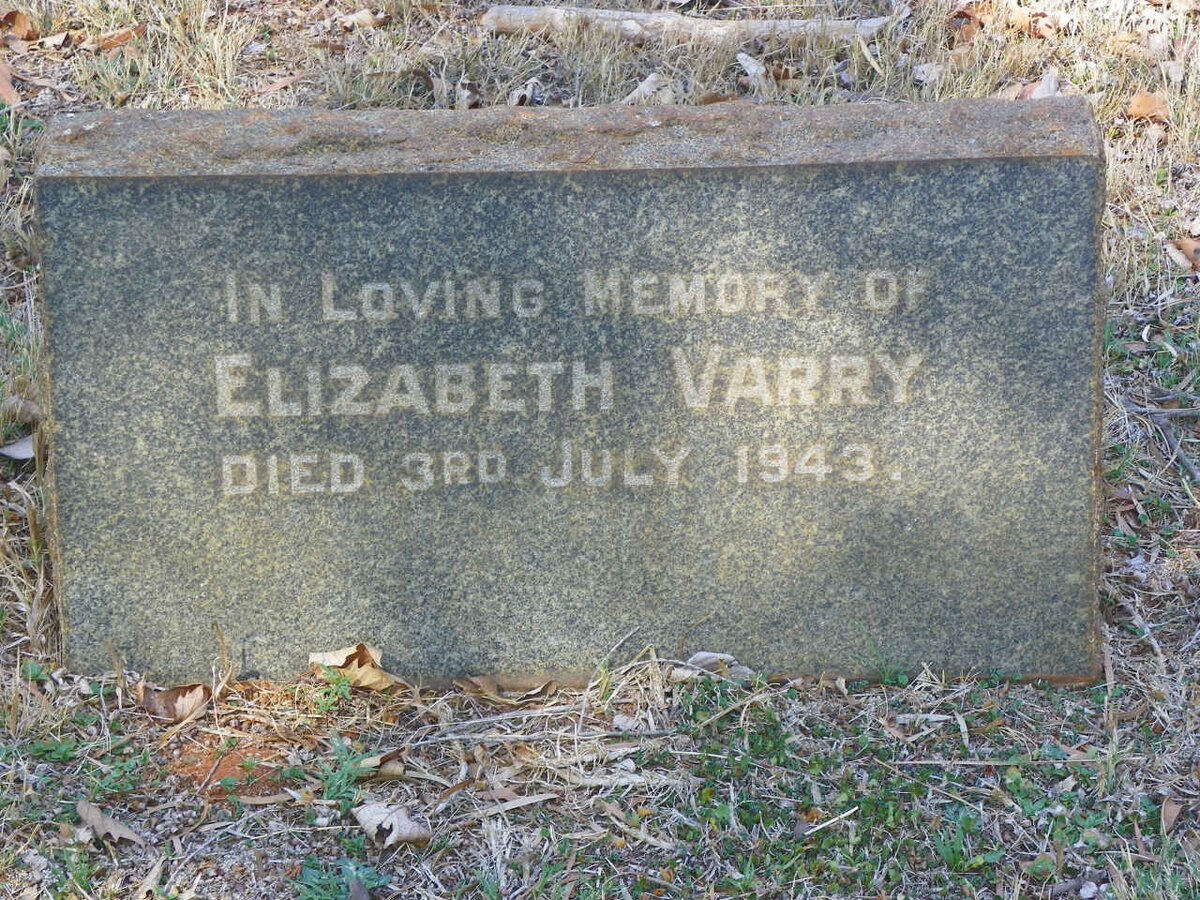 In Loving Memory of
Elizabeth Varry.
Died 3rd July 1943.